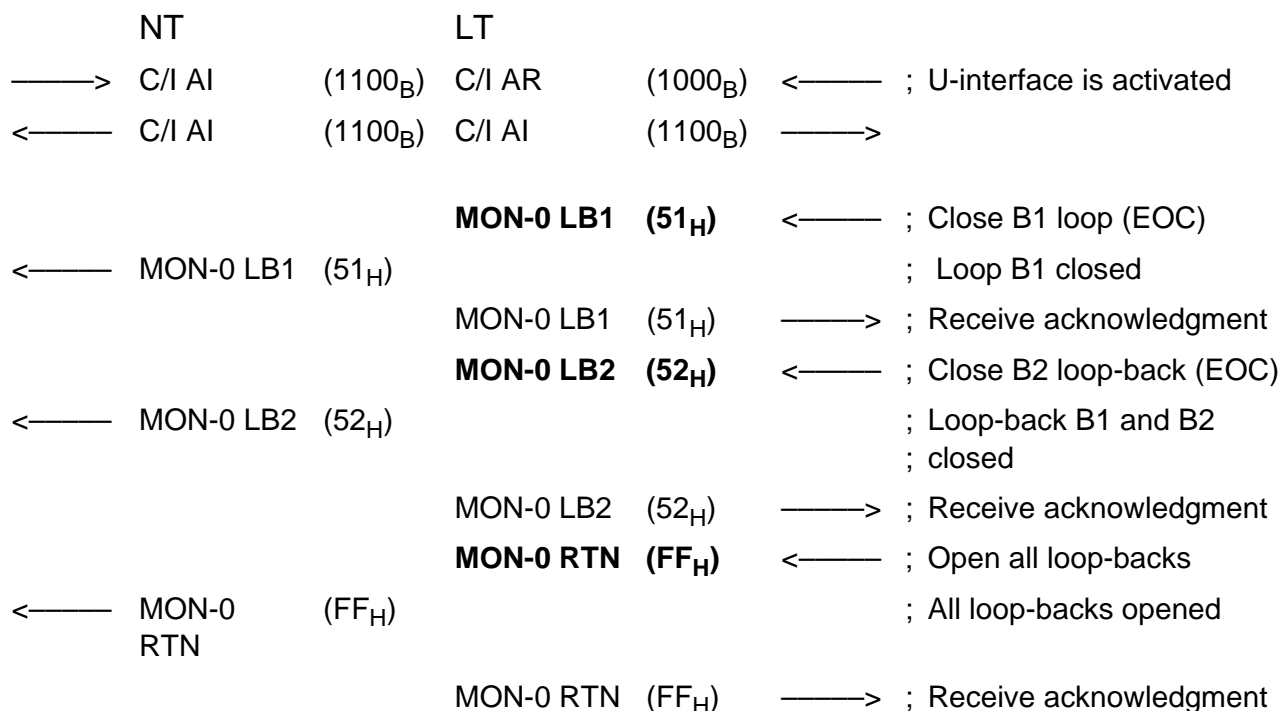 NT LT
–––––> C/I AI (1100B) C/I AR (1000B) <––––– ; U-interface is activated
<––––– C/I AI (1100B) C/I AI (1100B) –––––>
MON-0 LB1 (51H) <––––– ; Close B1 loop (EOC)
<––––– MON-0 LB1 (51H) ; Loop B1 closed
MON-0 LB1 (51H) –––––> ; Receive acknowledgment
MON-0 LB2 (52H) <––––– ; Close B2 loop-back (EOC)
<––––– MON-0 LB2 (52H) ; Loop-back B1 and B2
; closed
MON-0 LB2 (52H) –––––> ; Receive acknowledgment
MON-0 RTN (FFH) <––––– ; Open all loop-backs
<––––– MON-0 (FFH) ; All loop-backs opened
RTN
MON-0 RTN (FFH) –––––> ; Receive acknowledgment